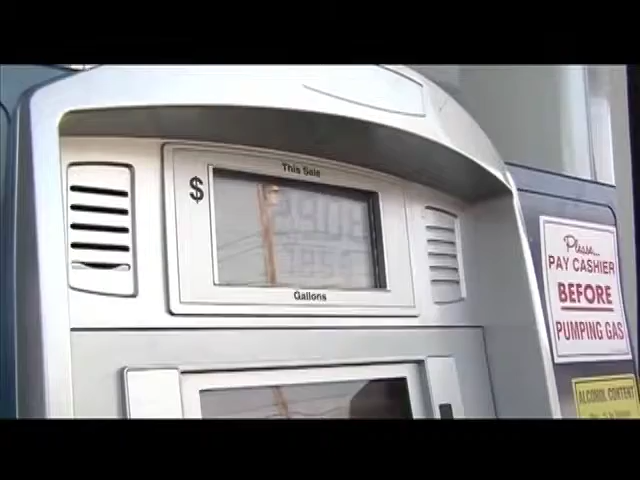 This Sale
$
Gallons
Please...
PAY CASHIER
BEFORE
PUMPING GAS
ALCOHOL CONTENT